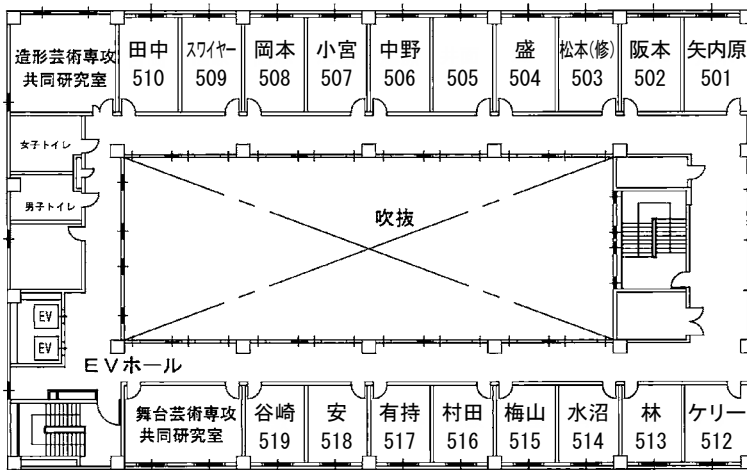 造形芸術専攻
共同研究室
田中
510
スワイヤー
509
岡本
508
小宮
507
中野
506
505
盛
504
松本(修)
503
阪本
502
矢内原
501
女子トイレ
男子トイレ
吹抜
EV
EV
EVホール
舞台芸術専攻
共同研究室
谷崎
519
安
518
有持
517
村田
516
梅山
515
水沼
514
林
513
ケリー
512